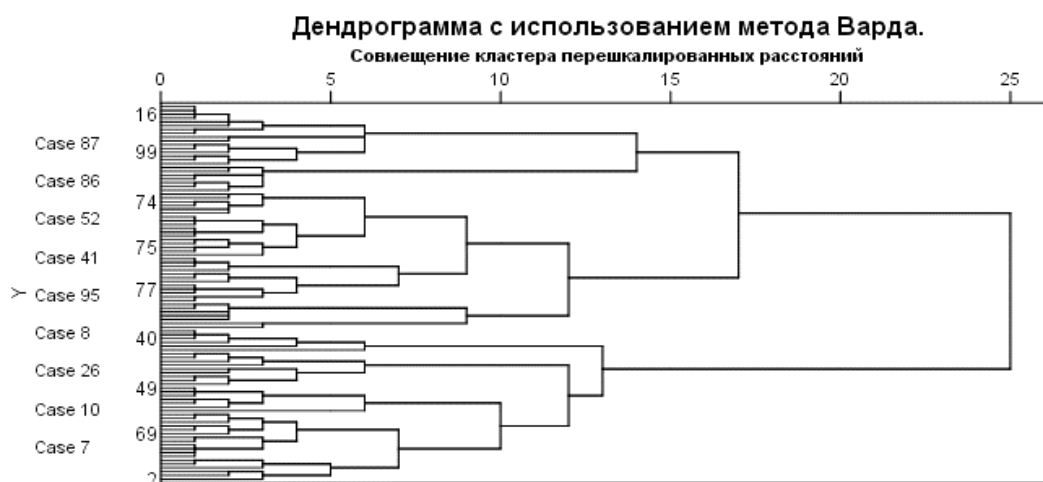 Дендрограмма с использованием метода Варда.
Совмещение кластера перешкалированных расстояний
0 5 10 15 20 25
16
Case 87
99
Case 86
74
Case 52
75
Case 41
77
Y
Case 95
Case 8
40
Case 26
49
Case 10
69
Case 7
2